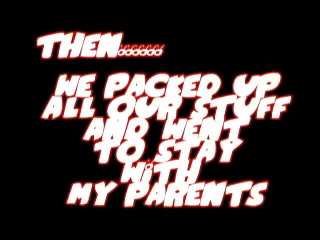 THEN......
WE PACKED UP
ALL OUR STUFF
AND WENT
TO STAY
WITH
MY PARENTS